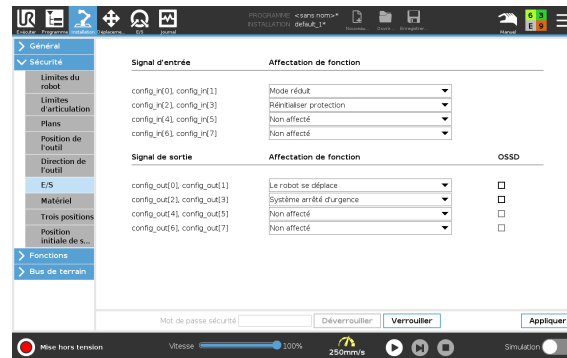 PROGRAMME <sans nom>*
INSTALLATION default_1*
Exécuter Programme Installation Déplaceme... E/S Journal Nouveau... Ouvrir... Enregistrer... Manuel
6 3
E 9
Général
Sécurité
Limites du robot
Limites d'articulation
Plans
Position de l'outil
Direction de l'outil
E/S
Matériel
Trois positions
Position initiale de s...
Fonctions
Bus de terrain
Signal d'entrée Affectation de fonction
config_in[0], config_in[1] Mode réduit
config_in[2], config_in[3] Réinitialiser protection
config_in[4], config_in[5] Non affecté
config_in[6], config_in[7] Non affecté
Signal de sortie Affectation de fonction OSSD
config_out[0], config_out[1] Le robot se déplace
config_out[2], config_out[3] Système arrêté d'urgence
config_out[4], config_out[5] Non affecté
config_out[6], config_out[7] Non affecté
Mot de passe sécurité Déverrouiller Verrouiller Appliquer
Mise hors tension Vitesse 100% 250mm/s Simulation